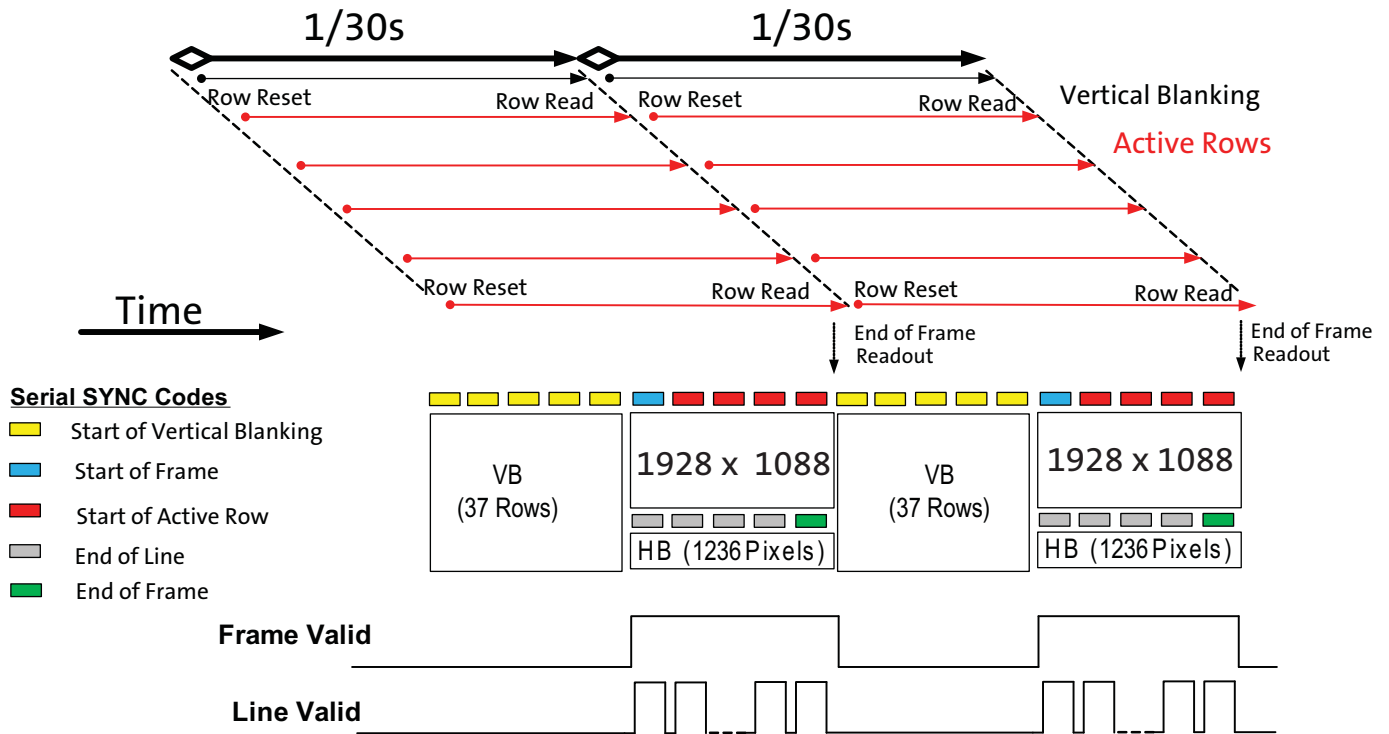 1/30s
1/30s
Row Reset
Row Read
Row Reset
Row Read
Vertical Blanking
Active Rows
Row Reset
Row Read
Row Reset
Row Read
Time
End of Frame
Readout
End of Frame
Readout
Serial SYNC Codes
Start of Vertical Blanking
Start of Frame
Start of Active Row
End of Line
End of Frame
VB
(37 Rows)
1928 x 1088
HB (1236 Pixels)
VB
(37 Rows)
1928 x 1088
HB (1236 Pixels)
Frame Valid
Line Valid